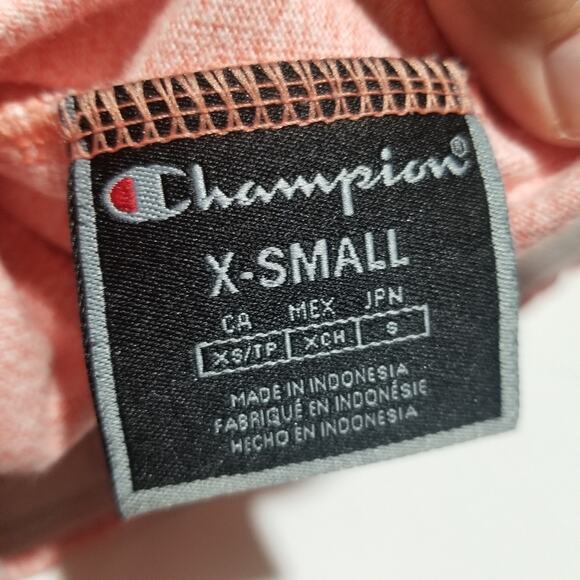 Champion®
X-SMALL
CA MEX JPN
XS/TP XCH S
MADE IN INDONESIA
FABRIQUÉ EN INDONÉSIE
HECHO EN INDONESIA